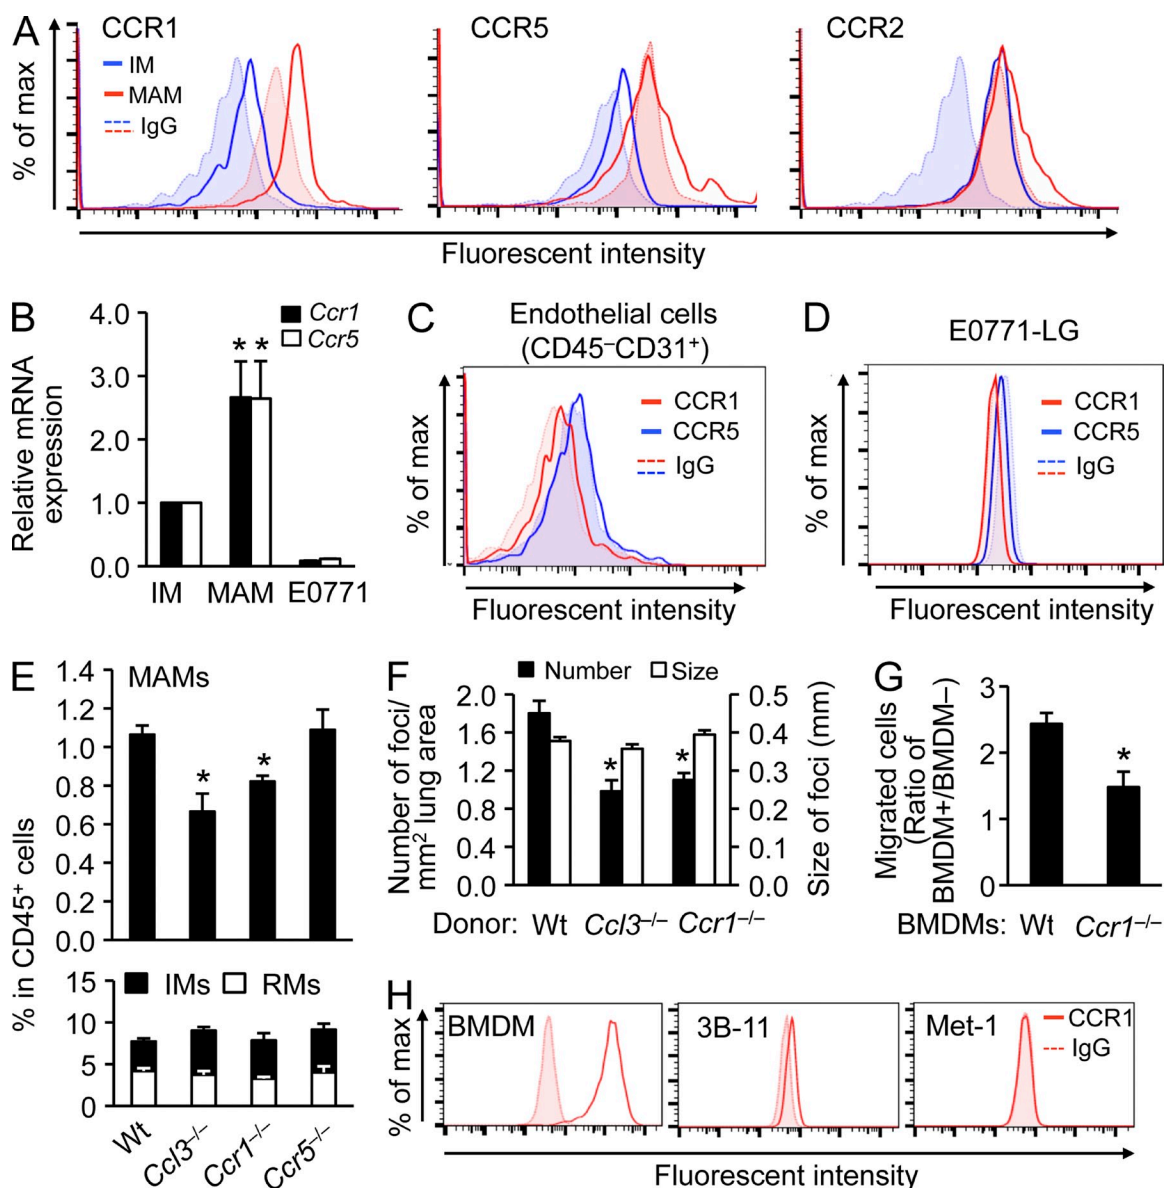 A
CCR1
IM
MAM
IgG
CCR5
CCR2
% of max
Fluorescent intensity
B
Relative mRNA
expression
4.0
3.0
2.0
1.0
0.0
Ccr1
Ccr5
* *
IM MAM E0771
C
Endothelial cells
(CD45–CD31+)
CCR1
CCR5
IgG
% of max
Fluorescent intensity
D
E0771-LG
CCR1
CCR5
IgG
% of max
Fluorescent intensity
E
% in CD45+ cells
MAMs
1.4
1.2
1.0
0.8
0.6
0.4
0.2
0.0
* *
IMs RMs
15
10
5
0
Wt Ccl3–/– Ccr1–/– Ccr5–/–
F
Number Size
Number of foci/
mm2 lung area
2.0
1.6
1.2
0.8
0.4
0.0
* *
0.5
0.4
0.3
0.2
0.1
0.0
Size of foci (mm)
Donor: Wt Ccl3–/– Ccr1–/–
G
Migrated cells
(Ratio of
BMDM+/BMDM–)
3
2
1
0
*
BMDMs: Wt Ccr1–/–
H
% of max
BMDM
3B-11
Met-1
CCR1
IgG
Fluorescent intensity